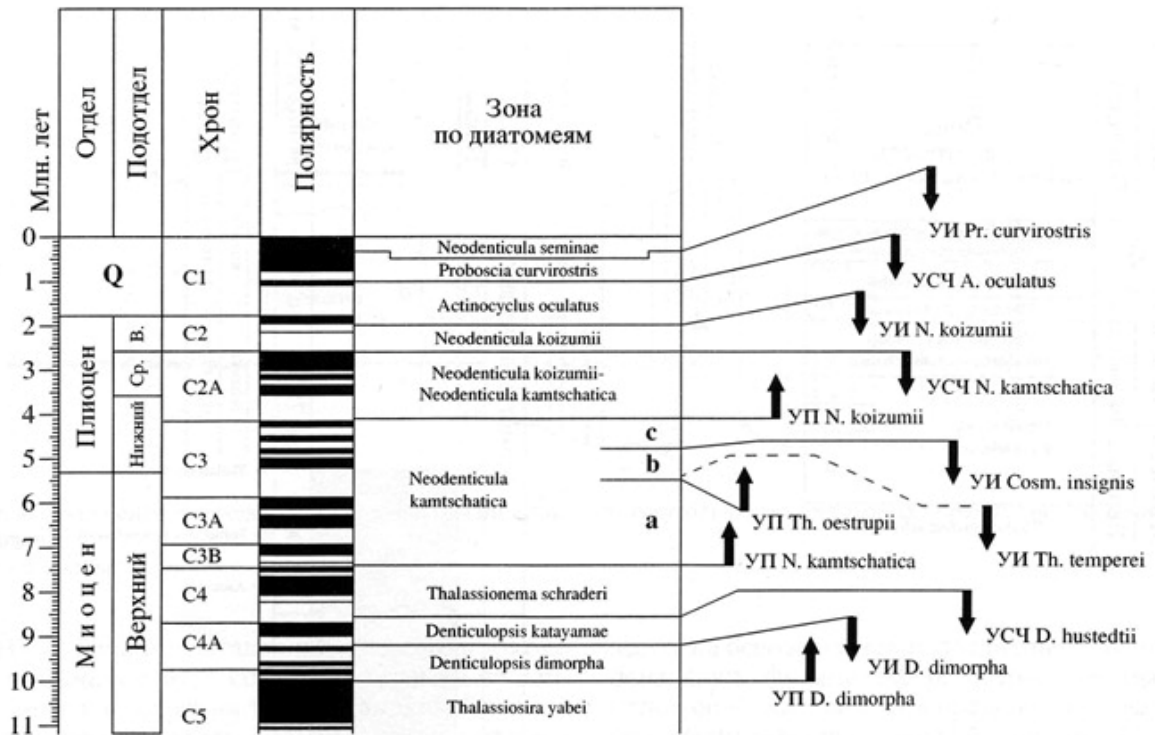 Млн. лет
Отдел
Подотдел
Хрон
Полярность
Зона
по диатомеям
0
1
2
3
4
5
6
7
8
9
10
11
Q
Плиоцен
Миоцен
В.
Ср.
Нижний
Верхний
C1
C2
C2A
C3
C3A
C3B
C4
C4A
C5
Neodenticula seminae
Proboscia curvirostris
Actinocyclus oculatus
Neodenticula koizumii
Neodenticula koizumii-
Neodenticula kamtschatica
Neodenticula
kamtschatica
c
b
a
Thalassionema schraderi
Denticulopsis katayamae
Denticulopsis dimorpha
Thalassiosira yabei
УИ Pr. curvirostris
УСЧ A. oculatus
УИ N. koizumii
УСЧ N. kamtschatica
УП N. koizumii
УИ Cosm. insignis
УП Th. oestrupii
УП N. kamtschatica
УИ Th. temperei
УСЧ D. hustedtii
УИ D. dimorpha
УП D. dimorpha